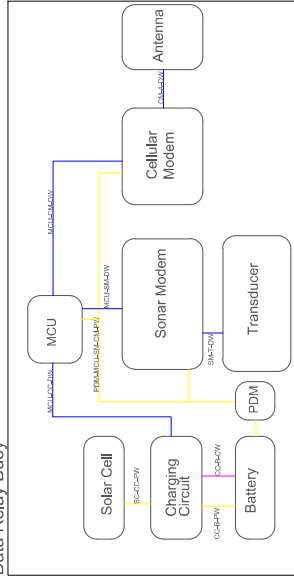 Data Relay Buoy
Antenna
CM-A-DW
Cellular
Modem
MCU-CM-DW
MCU
MCU-SM-DW
PDM-MCU-SM-CM-PW
Sonar Modem
SM-T-DW
Transducer
MCU-CC-DW
Solar Cell
SC-CC-PW
Charging
Circuit
CC-B-CW
CC-B-PW
Battery
PDM